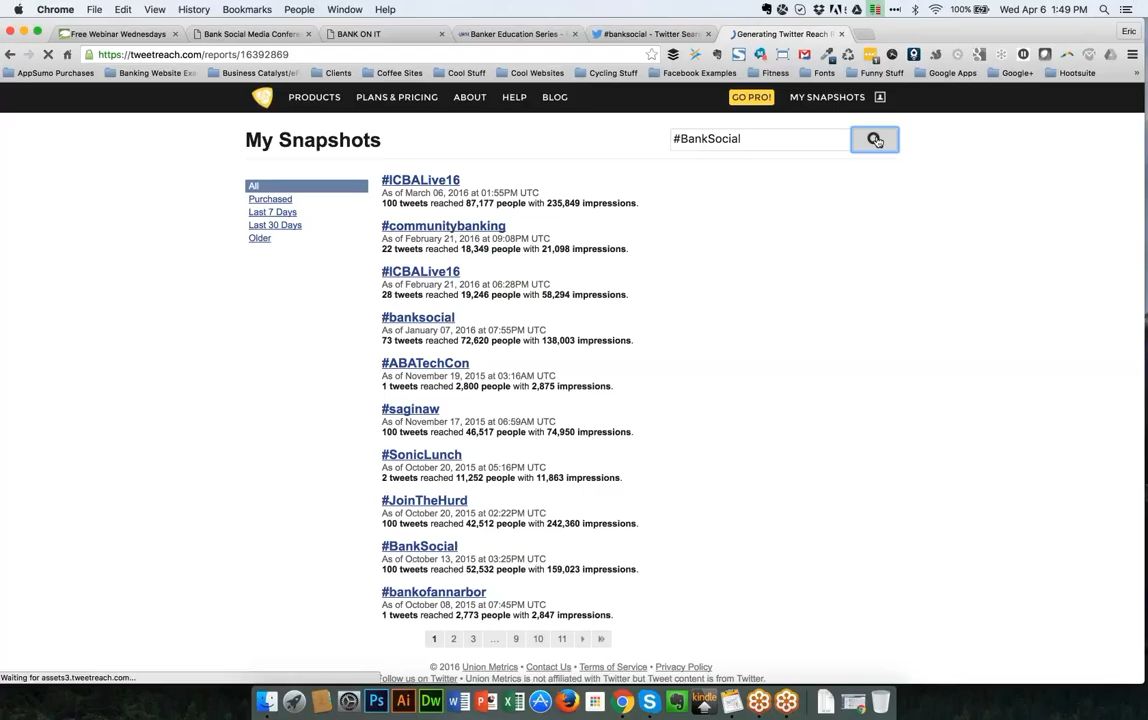 Chrome File Edit View History Bookmarks People Window Help 100% Wed Apr 6 1:49 PM
Free Webinar Wednesdays Bank Social Media Confere BANK ON IT Banker Education Series - #banksocial - Twitter Sear Generating Twitter Reach R Eric
https://tweetreach.com/reports/16392869
AppSumo Purchases Banking Website Exa Business Catalyst/eF Clients Coffee Sites Cool Stuff Cool Websites Cycling Stuff Facebook Examples Fitness Fonts Funny Stuff Google Apps Google+ Hootsuite »
PRODUCTS PLANS & PRICING ABOUT HELP BLOG GO PRO! MY SNAPSHOTS
My Snapshots #BankSocial
All
Purchased
Last 7 Days
Last 30 Days
Older
#ICBALive16
As of March 06, 2016 at 01:55PM UTC
100 tweets reached 87,177 people with 235,849 impressions.
#communitybanking
As of February 21, 2016 at 09:08PM UTC
22 tweets reached 18,349 people with 21,098 impressions.
#ICBALive16
As of February 21, 2016 at 06:28PM UTC
28 tweets reached 19,246 people with 58,294 impressions.
#banksocial
As of January 07, 2016 at 07:55PM UTC
73 tweets reached 72,620 people with 138,003 impressions.
#ABATechCon
As of November 19, 2015 at 03:16AM UTC
1 tweets reached 2,800 people with 2,875 impressions.
#saginaw
As of November 17, 2015 at 06:59AM UTC
100 tweets reached 46,517 people with 74,950 impressions.
#SonicLunch
As of October 20, 2015 at 05:16PM UTC
2 tweets reached 11,252 people with 11,863 impressions.
#JoinTheHurd
As of October 20, 2015 at 02:22PM UTC
100 tweets reached 42,512 people with 242,360 impressions.
#BankSocial
As of October 13, 2015 at 03:25PM UTC
100 tweets reached 52,532 people with 159,023 impressions.
#bankofannarbor
As of October 08, 2015 at 07:45PM UTC
1 tweets reached 2,773 people with 2,847 impressions.
1 2 3 ... 9 10 11
© 2016 Union Metrics • Contact Us • Terms of Service • Privacy Policy
Waiting for assets3.tweetreach.com... Follow us on Twitter • Union Metrics is not affiliated with Twitter but Tweet content is from Twitter.
Ps Ai Dw kindle